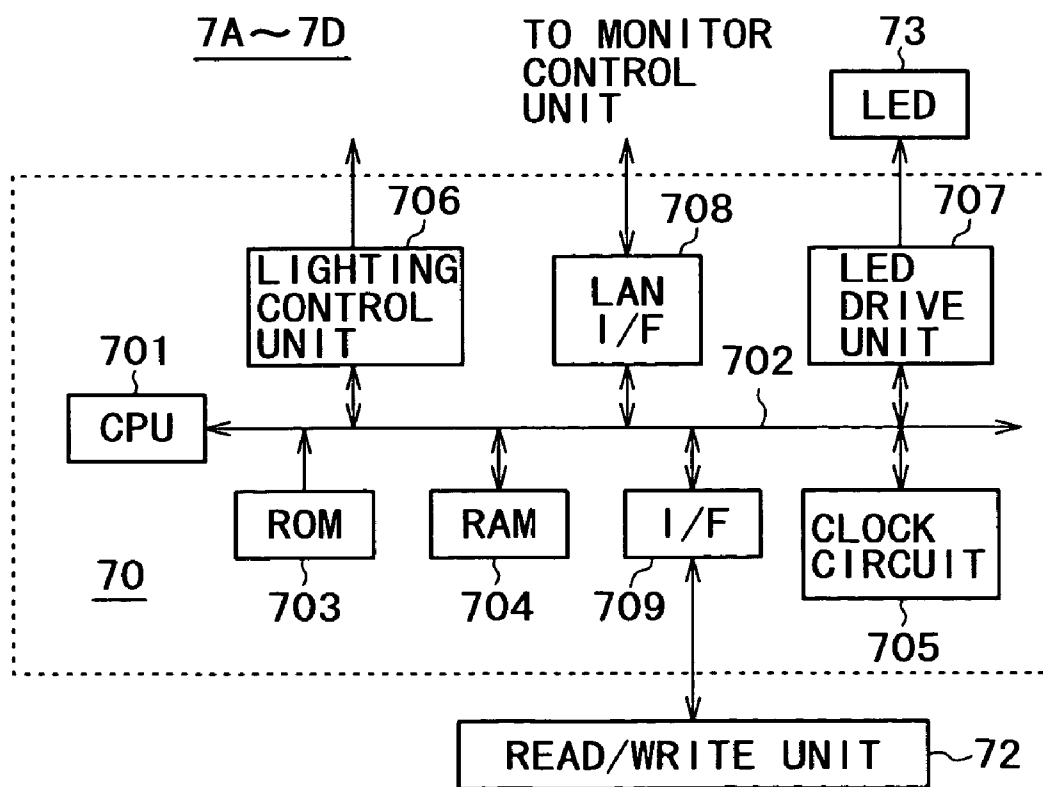 7A~7D
TO MONITOR
CONTROL
UNIT
73
LED
706
708
707
LIGHTING
CONTROL
UNIT
LAN
I/F
LED
DRIVE
UNIT
701
702
CPU
ROM
RAM
I/F
CLOCK
CIRCUIT
70
703
704
709
705
READ/WRITE UNIT
72